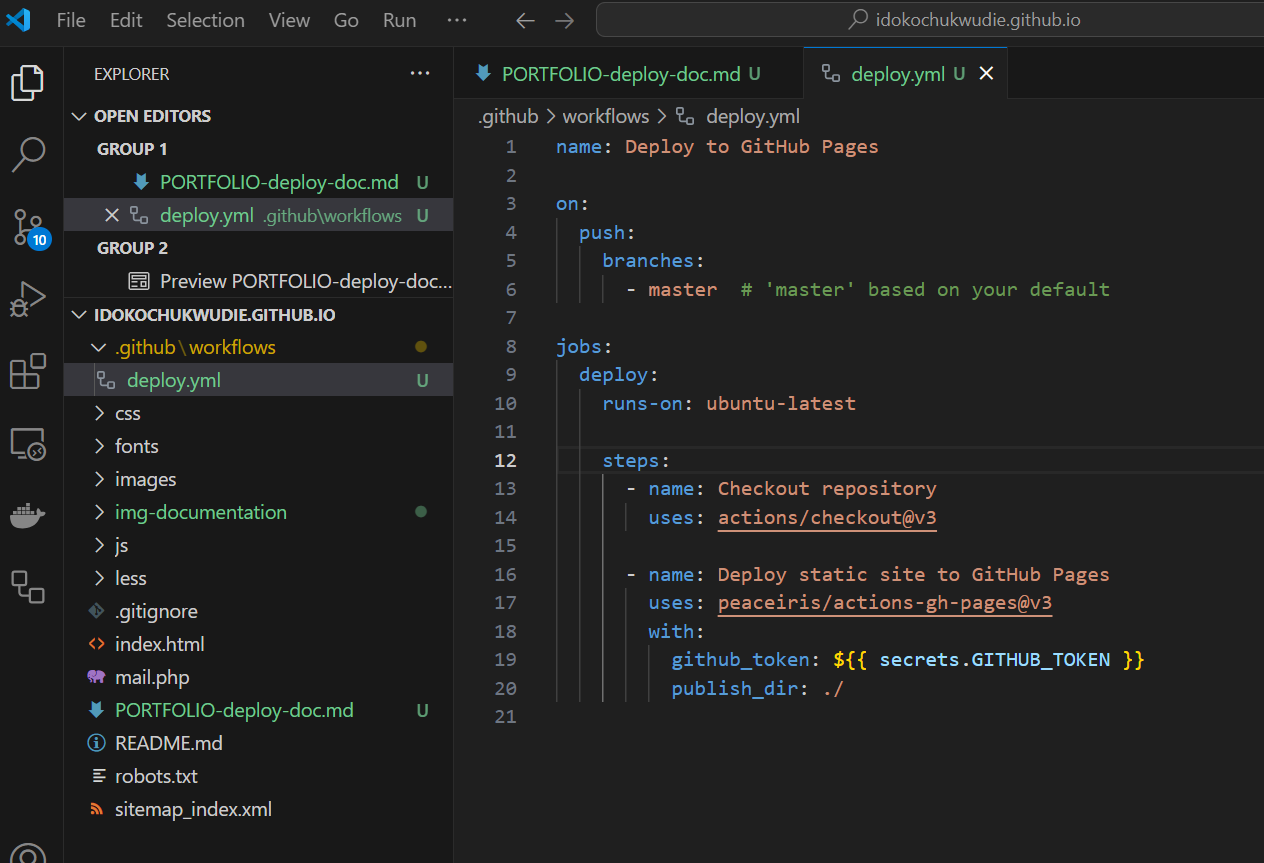 File Edit Selection View Go Run ···
idokochukwudie.github.io
EXPLORER ···
OPEN EDITORS
GROUP 1
PORTFOLIO-deploy-doc.md U
deploy.yml .github\workflows U
GROUP 2
Preview PORTFOLIO-deploy-doc...
10
IDOKOCHUKWUDIE.GITHUB.IO
.github\workflows
deploy.yml U
css
fonts
images
img-documentation
js
less
.gitignore
index.html
mail.php
PORTFOLIO-deploy-doc.md U
README.md
robots.txt
sitemap_index.xml
PORTFOLIO-deploy-doc.md U
deploy.yml U
.github > workflows > deploy.yml
1 name: Deploy to GitHub Pages
2
3 on:
4 push:
5 branches:
6 - master # 'master' based on your default
7
8 jobs:
9 deploy:
10 runs-on: ubuntu-latest
11
12 steps:
13 - name: Checkout repository
14 uses: actions/checkout@v3
15
16 - name: Deploy static site to GitHub Pages
17 uses: peaceiris/actions-gh-pages@v3
18 with:
19 github_token: ${{ secrets.GITHUB_TOKEN }}
20 publish_dir: ./
21